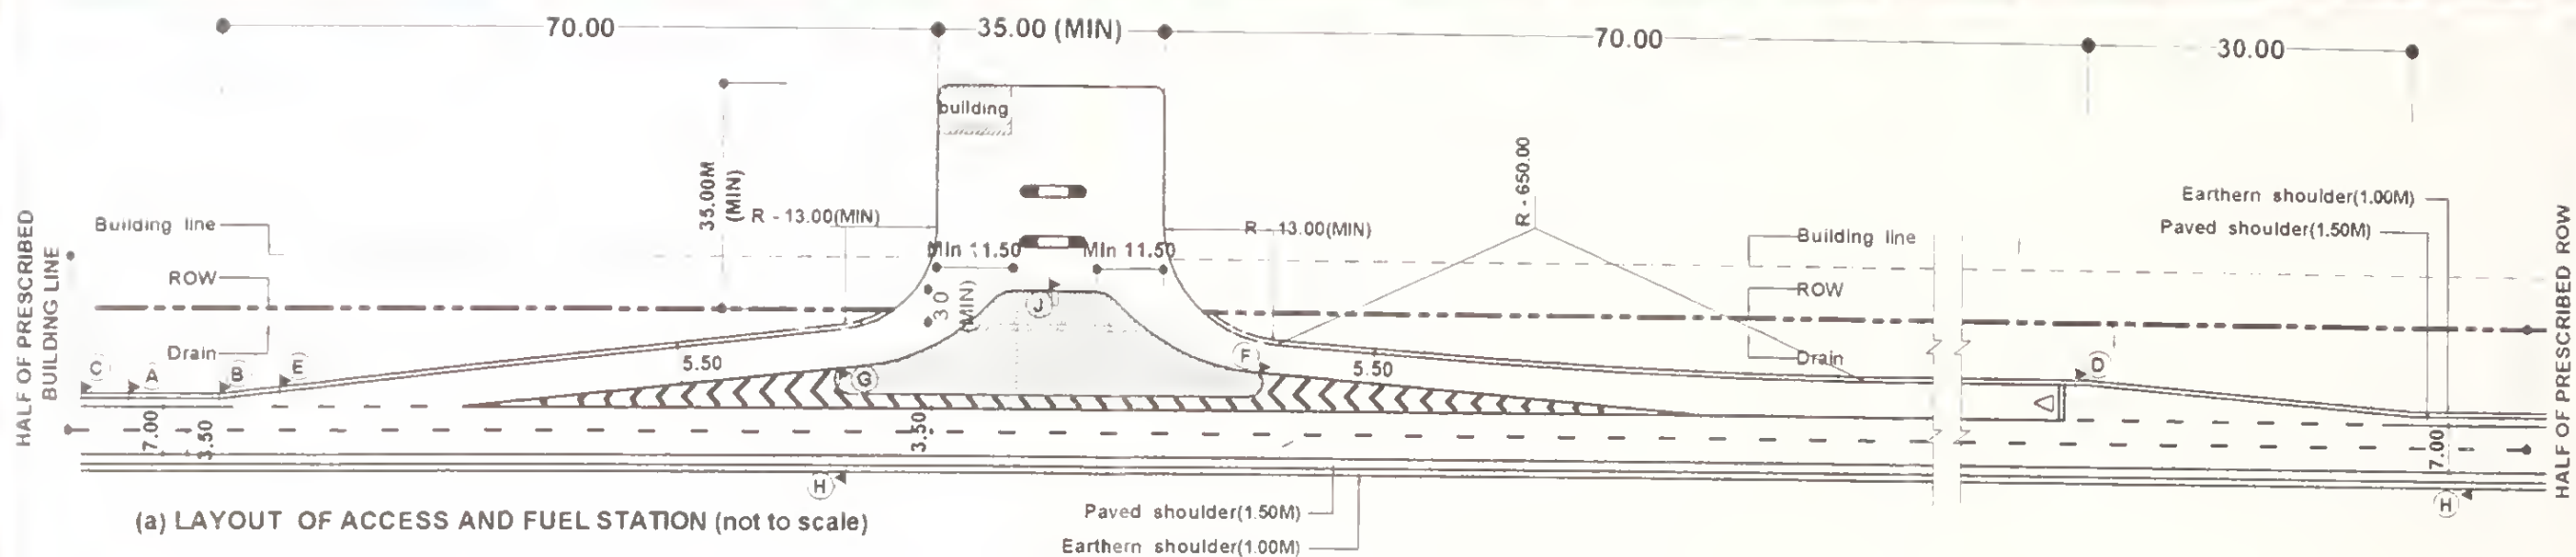 70.00
35.00 (MIN)
70.00
30.00
building
35.00M
(MIN)
R - 13.00(MIN)
R - 13.00(MIN)
R - 650.00
Earthern shoulder(1.00M)
Paved shoulder(1.50M)
Building line
Building line
MIn 11.50
MIn 11.50
ROW
ROW
3.0
(MIN)
J
Drain
Drain
HALF OF PRESCRIBED
BUILDING LINE
HALF OF PRESCRIBED ROW
C
A
B
E
5.50
G
F
5.50
D
7.00
3.50
3.50
7.00
H
H
Paved shoulder(1.50M)
Earthern shoulder(1.00M)
(a) LAYOUT OF ACCESS AND FUEL STATION (not to scale)